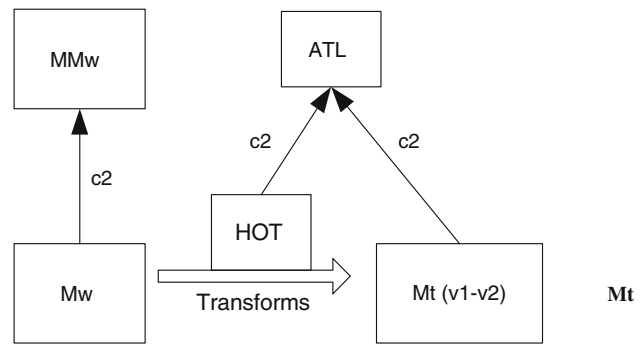 MMw
ATL
c2
c2
c2
HOT
Mw
Transforms
Mt (v1-v2)
Mt